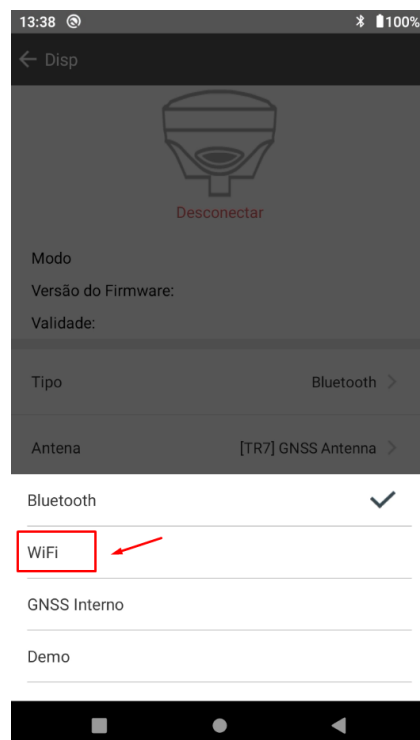 13:38 100%
Disp
Desconectar
Modo
Versão do Firmware:
Validade:
Tipo Bluetooth
Antena [TR7] GNSS Antenna
Bluetooth
WiFi
GNSS Interno
Demo